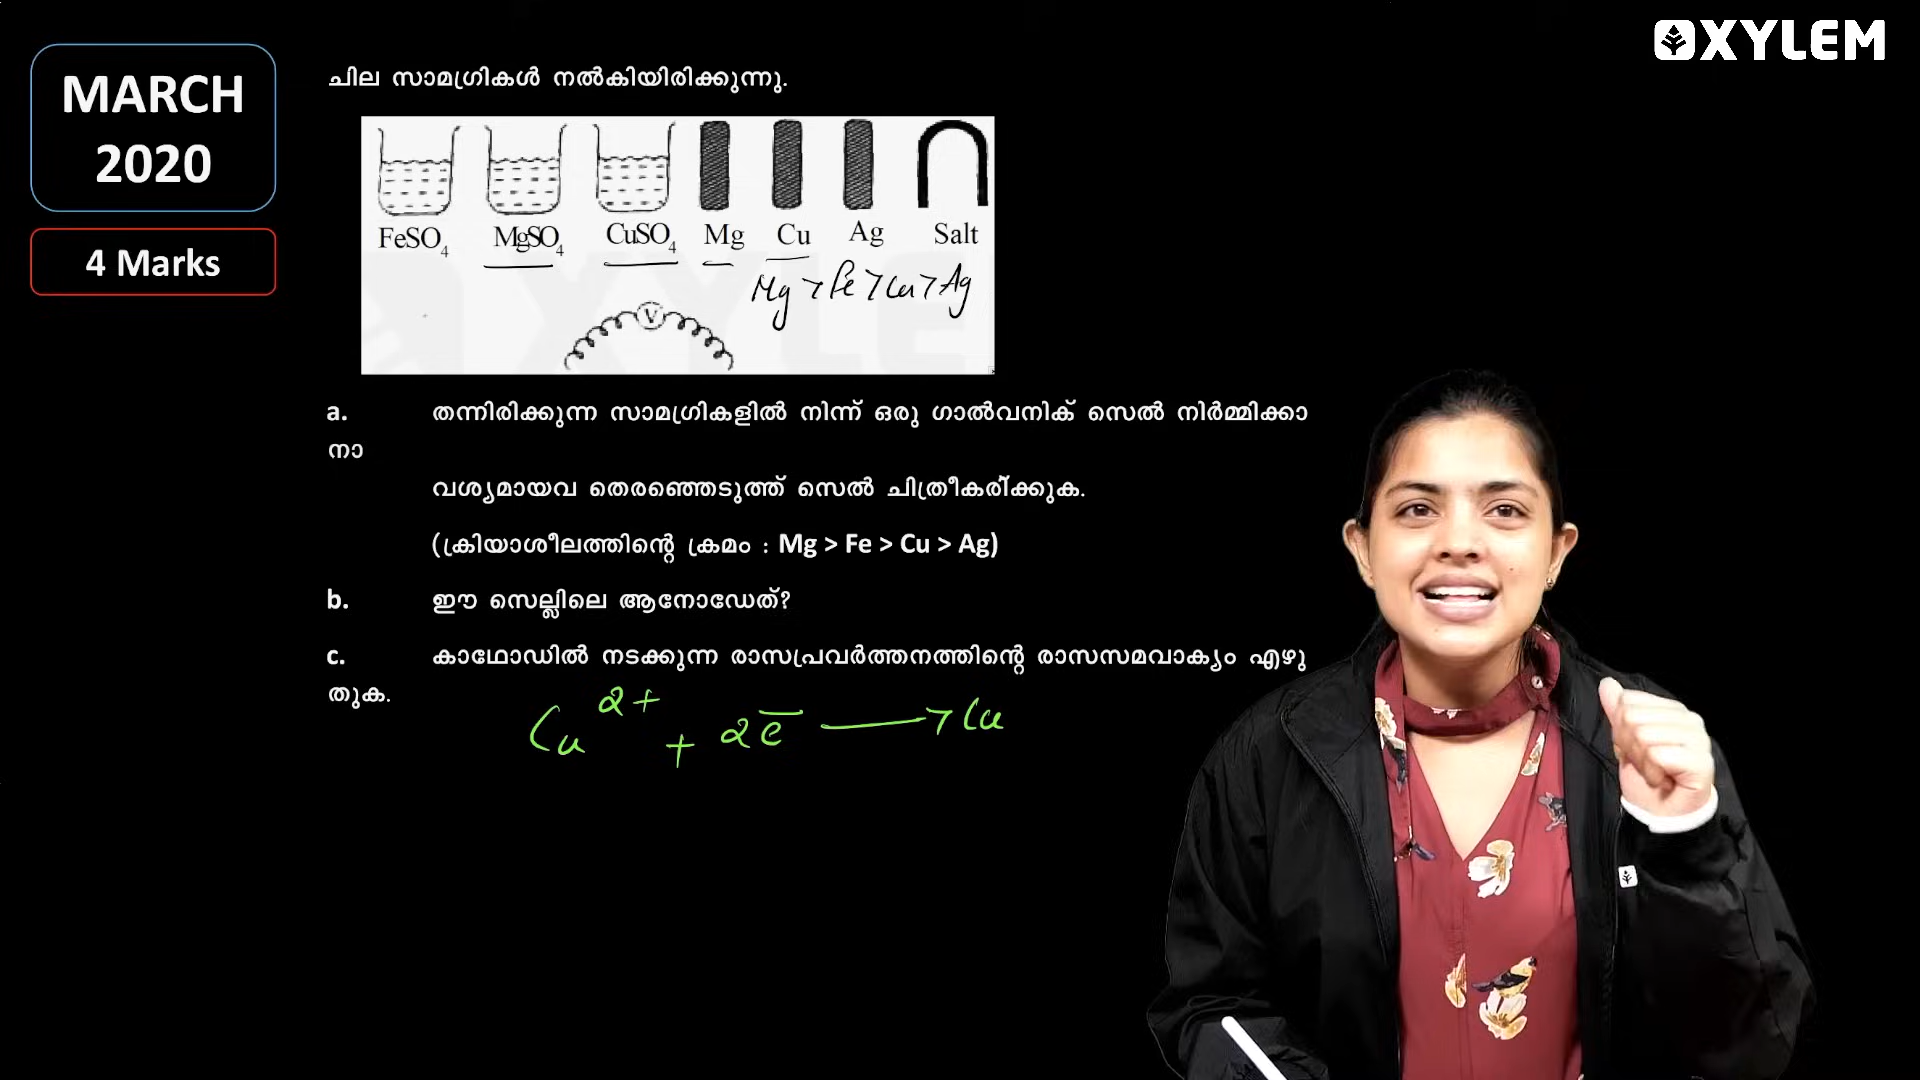 XYLEM
MARCH
2020
4 Marks
ചില സാമഗ്രികൾ നൽകിയിരിക്കുന്നു.
FeSO4 MgSO4 CuSO4 Mg Cu Ag Salt
Mg > Fe > Cu > Ag
V
a. തന്നിരിക്കുന്ന സാമഗ്രികളിൽ നിന്ന് ഒരു ഗാൽവനിക് സെൽ നിർമ്മിക്കാ
നാ
വശ്യമായവ തെരഞ്ഞെടുത്ത് സെൽ ചിത്രീകരിക്കുക.
(ക്രിയാശീലത്തിന്റെ ക്രമം : Mg > Fe > Cu > Ag)
b. ഈ സെല്ലിലെ ആനോഡേത്?
c. കാഥോഡിൽ നടക്കുന്ന രാസപ്രവർത്തനത്തിന്റെ രാസസമവാക്യം എഴു
തുക.
Cu2+ + 2e- → Cu